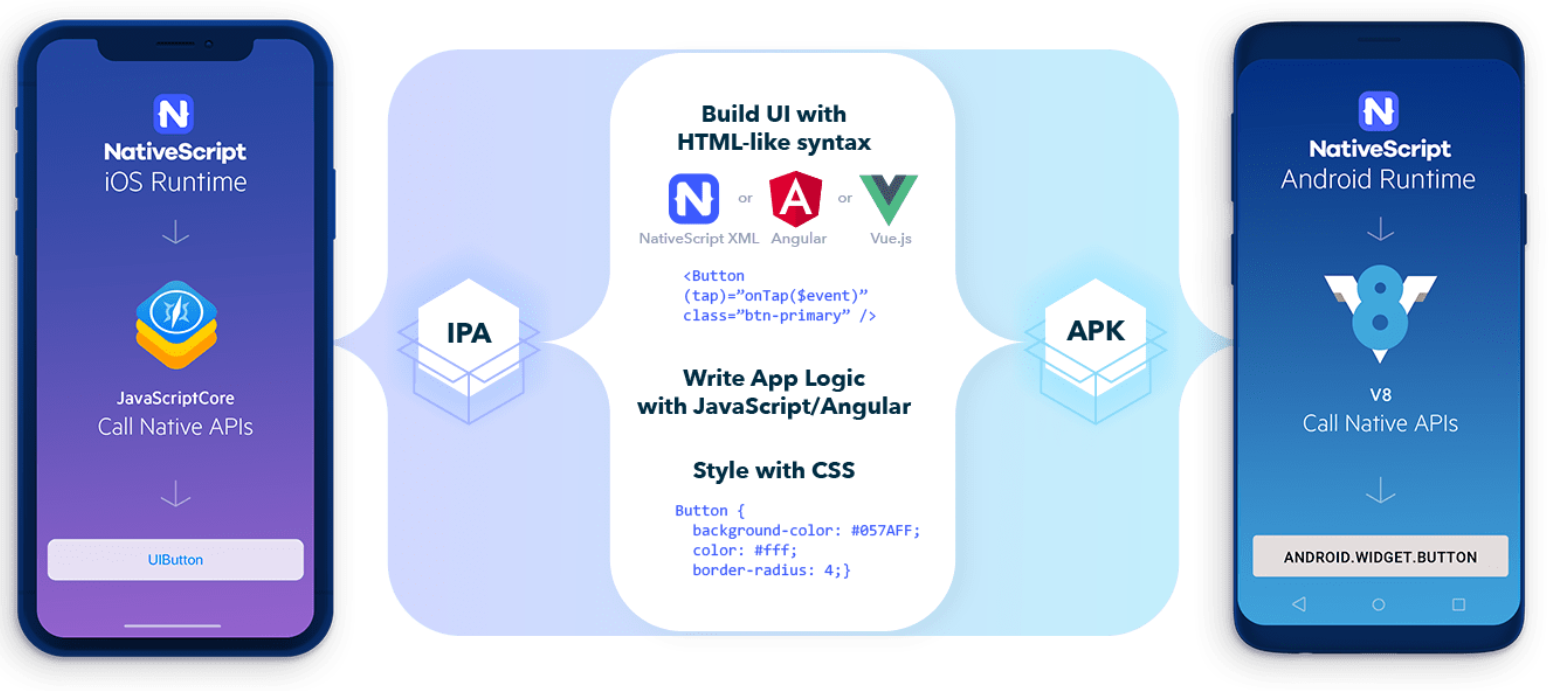 NativeScript
iOS Runtime
JavaScriptCore
Call Native APIs
UIButton
IPA
Build UI with
HTML-like syntax
N or A or
NativeScript XML Angular Vue.js
<Button
(tap)=”onTap($event)”
class=”btn-primary” />
Write App Logic
with JavaScript/Angular
Style with CSS
Button {
background-color: #057AFF;
color: #fff;
border-radius: 4;}
APK
N
NativeScript
Android Runtime
8
V8
Call Native APIs
ANDROID.WIDGET.BUTTON